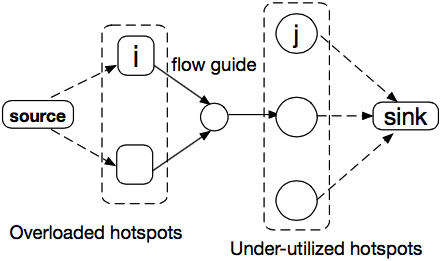 i
j
flow guide
source
sink
Overloaded hotspots
Under-utilized hotspots